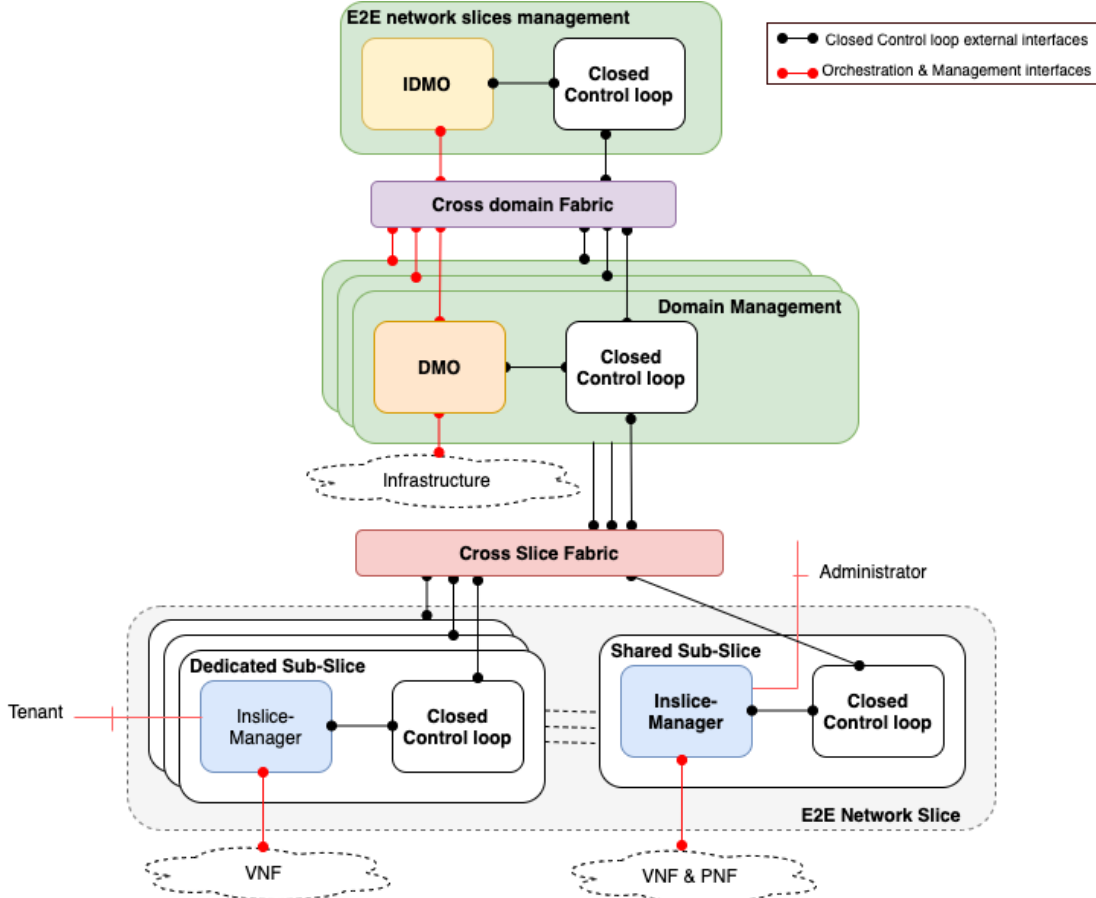 E2E network slices management
IDMO
Closed
Control loop
Closed Control loop external interfaces
Orchestration & Management interfaces
Cross domain Fabric
Domain Management
DMO
Closed
Control loop
Infrastructure
Cross Slice Fabric
Administrator
Dedicated Sub-Slice
Inslice-
Manager
Closed
Control loop
Shared Sub-Slice
Inslice-
Manager
Closed
Control loop
Tenant
E2E Network Slice
VNF
VNF & PNF